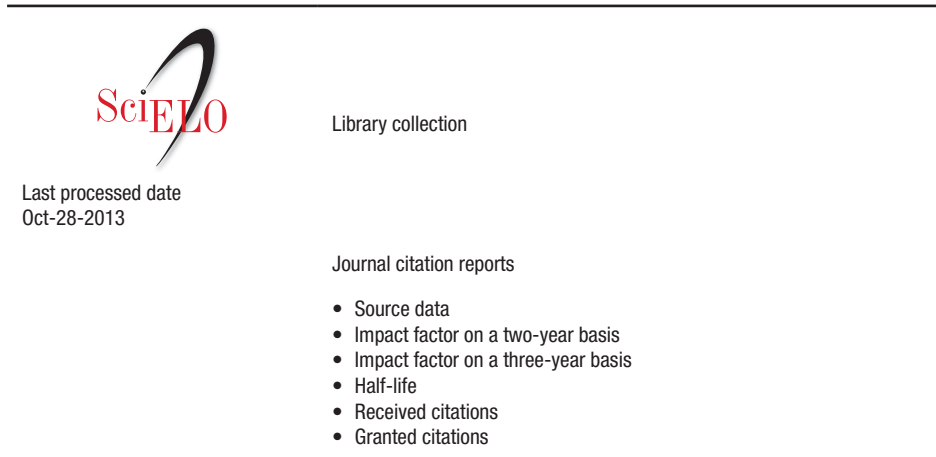 SciELO
Library collection
Last processed date
Oct-28-2013
Journal citation reports
• Source data
• Impact factor on a two-year basis
• Impact factor on a three-year basis
• Half-life
• Received citations
• Granted citations